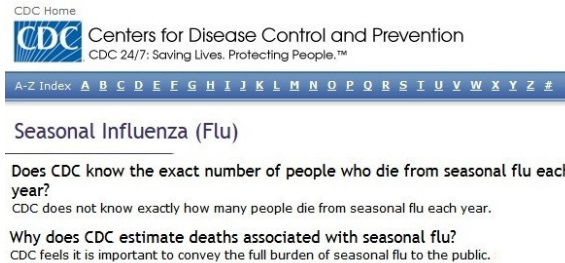 CDC Home
CDC
Centers for Disease Control and Prevention
CDC 24/7: Saving Lives. Protecting People.™
A-Z Index A B C D E F G H I J K L M N O P Q R S T U V W X Y Z #
Seasonal Influenza (Flu)
Does CDC know the exact number of people who die from seasonal flu each
year?
CDC does not know exactly how many people die from seasonal flu each year.
Why does CDC estimate deaths associated with seasonal flu?
CDC feels it is important to convey the full burden of seasonal flu to the public.